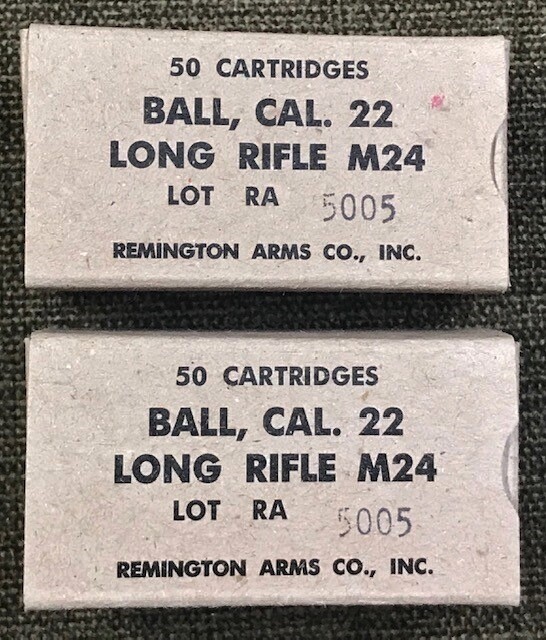 50 CARTRIDGES
BALL, CAL. 22
LONG RIFLE M24
LOT RA 5005
REMINGTON ARMS CO., INC.
50 CARTRIDGES
BALL, CAL. 22
LONG RIFLE M24
LOT RA 5005
REMINGTON ARMS CO., INC.